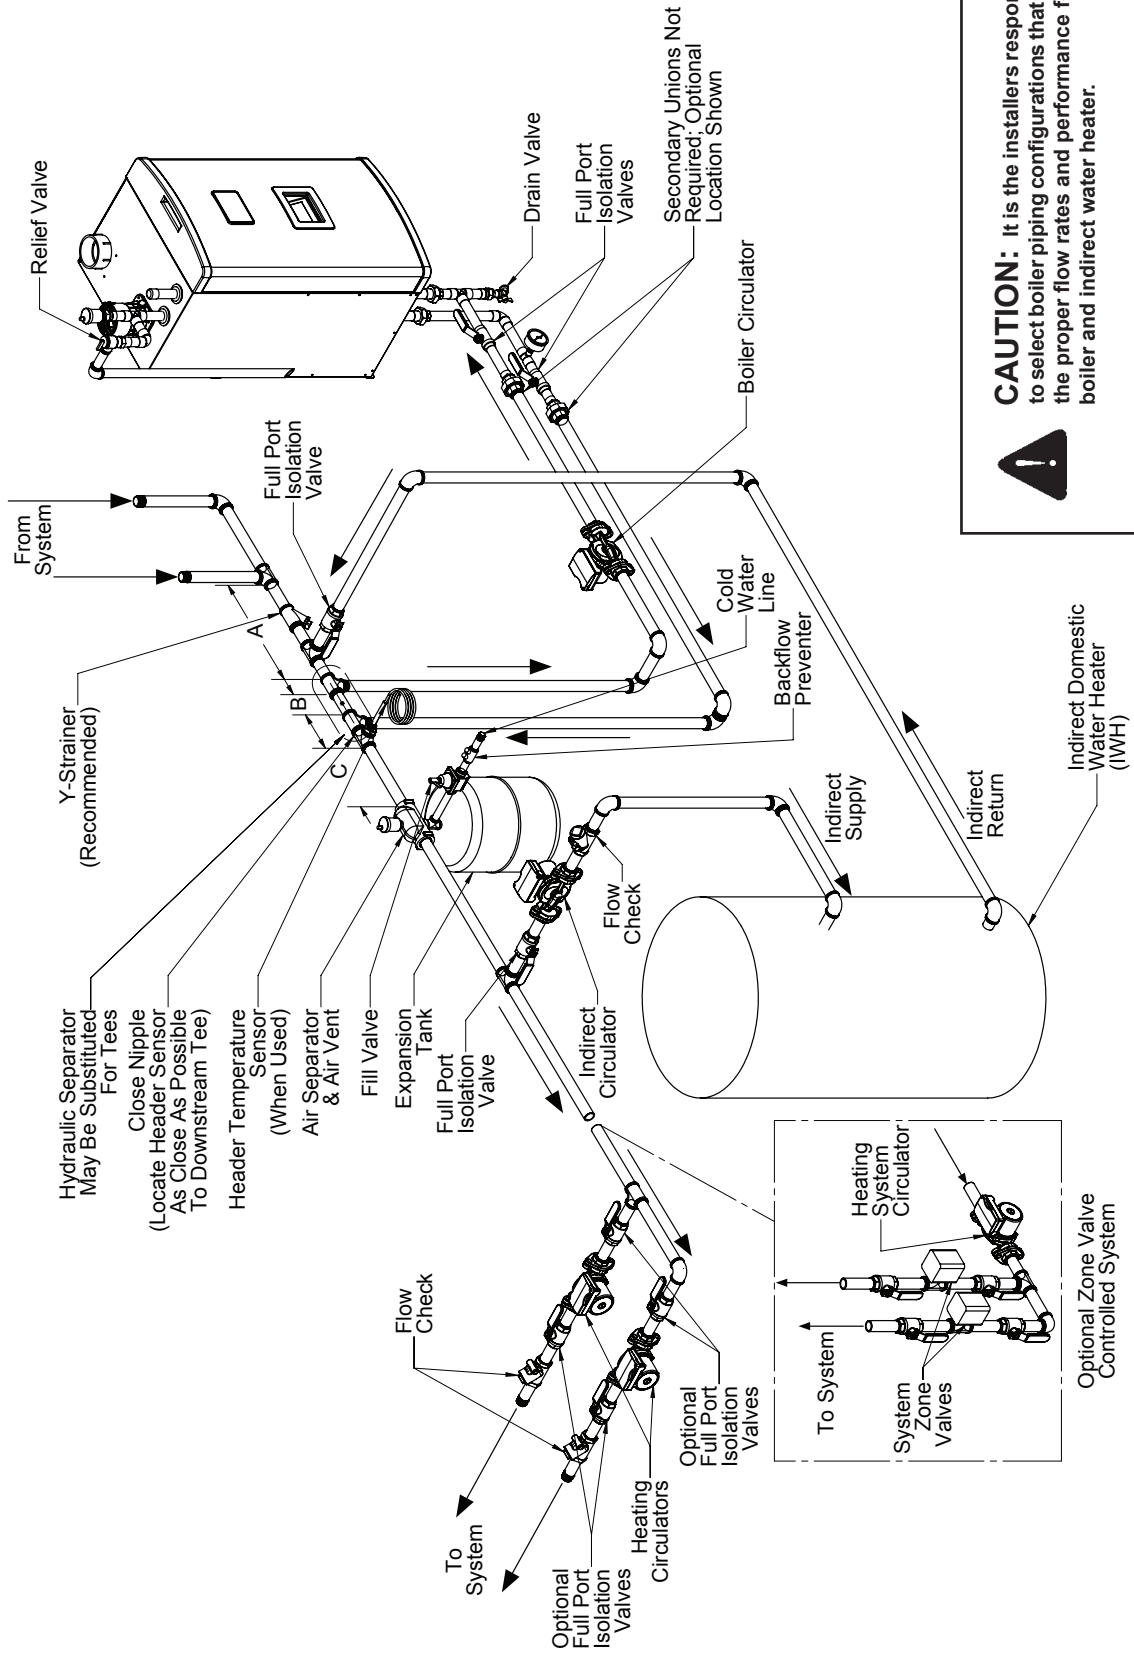 Relief Valve
From
System
Full Port
Isolation
Valve
Drain Valve
Full Port
Isolation
Valves
Secondary Unions Not
Required; Optional
Location Shown
Boiler Circulator
Y-Strainer
(Recommended)
A
B
C
Cold
Water
Line
Backflow
Preventer
Hydraulic Separator
May Be Substituted
For Tees
Close Nipple
(Locate Header Sensor
As Close As Possible
To Downstream Tee)
Header Temperature
Sensor
(When Used)
Air Separator
& Air Vent
Fill Valve
Expansion
Tank
Full Port
Isolation
Valve
Indirect
Circulator
Flow
Check
Indirect
Supply
Indirect
Return
Indirect Domestic
Water Heater
(IWH)
Flow
Check
To
System
Optional
Full Port
Isolation
Valves
Heating
Circulators
Optional
Full Port
Isolation
Valves
To System
System
Zone
Valves
Heating
System
Circulator
Optional Zone Valve
Controlled System
CAUTION: It is the installers respon
to select boiler piping configurations that
the proper flow rates and performance f
boiler and indirect water heater.